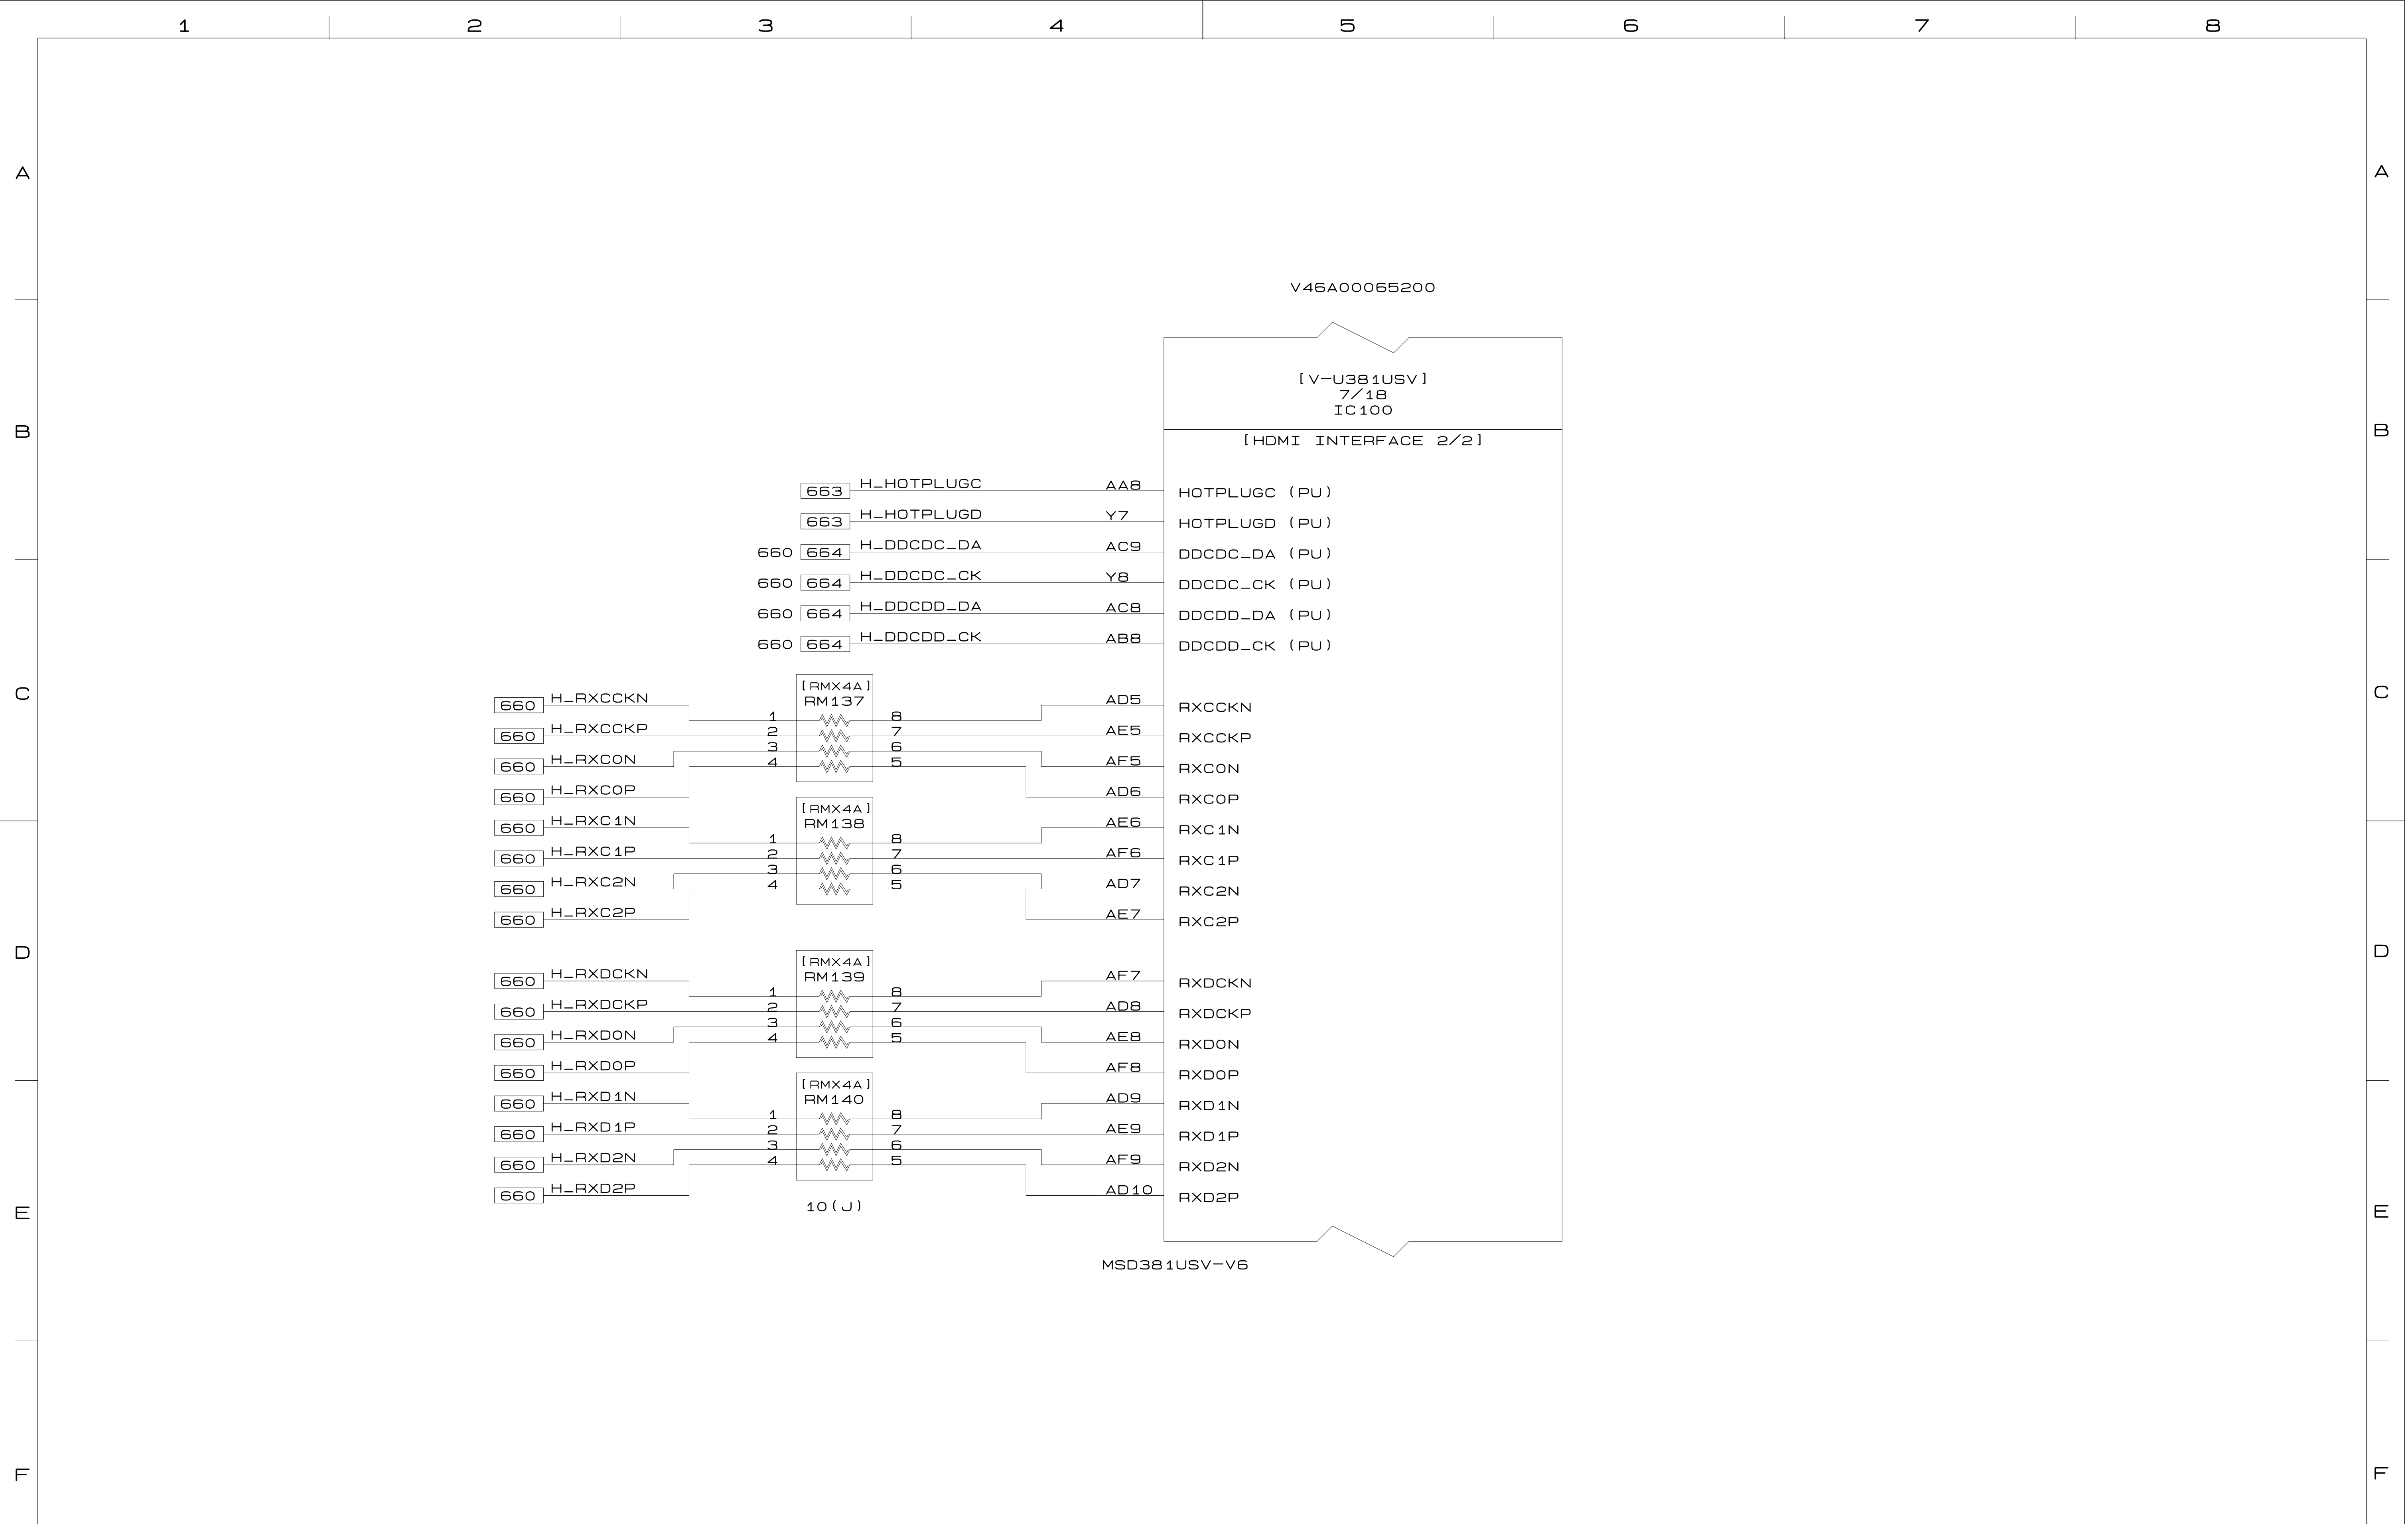 1 2 3 4 5 6 7 8
A A
V46A00065200
[V-U381USV]
7/18
IC100
B B
[HDMI INTERFACE 2/2]
663 H_HOTPLUGC AA8 HOTPLUGC (PU)
663 H_HOTPLUGD Y7 HOTPLUGD (PU)
660 664 H_DDCDC_DA AC9 DDCDC_DA (PU)
660 664 H_DDCDC_CK Y8 DDCDC_CK (PU)
660 664 H_DDCDD_DA AC8 DDCDD_DA (PU)
660 664 H_DDCDD_CK AB8 DDCDD_CK (PU)
[RMX4A]
C C
RM137
660 H_RXCCKN AD5 RXCCKN
1 8
660 H_RXCCKP 2 7 AE5 RXCCKP
3 6
660 H_RXC0N 4 5 AF5 RXC0N
660 H_RXC0P AD6 RXC0P
[RMX4A]
RM138
660 H_RXC1N AE6 RXC1N
1 8
660 H_RXC1P 2 7 AF6 RXC1P
3 6
660 H_RXC2N 4 5 AD7 RXC2N
660 H_RXC2P AE7 RXC2P
D D
[RMX4A]
RM139
660 H_RXDCKN AF7 RXDCKN
1 8
660 H_RXDCKP 2 7 AD8 RXDCKP
3 6
660 H_RXD0N 4 5 AE8 RXD0N
660 H_RXD0P AF8 RXD0P
[RMX4A]
RM140
660 H_RXD1N AD9 RXD1N
1 8
660 H_RXD1P 2 7 AE9 RXD1P
3 6
660 H_RXD2N 4 5 AF9 RXD2N
660 H_RXD2P AD10 RXD2P
10(J)
E E
MSD381USV-V6
F F